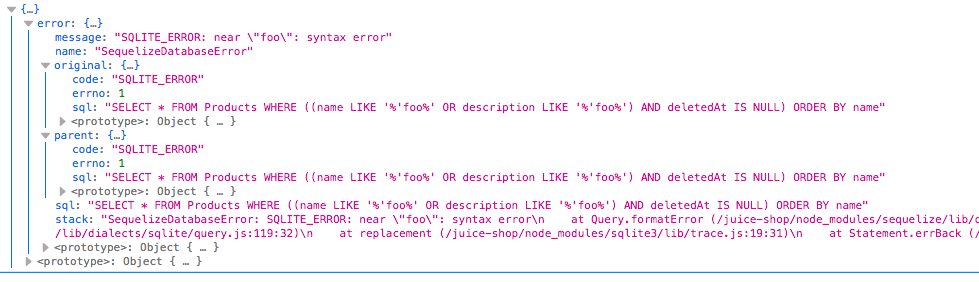 {…}
error: {…}
message: "SQLITE_ERROR: near \"foo\": syntax error"
name: "SequelizeDatabaseError"
original: {…}
code: "SQLITE_ERROR"
errno: 1
sql: "SELECT * FROM Products WHERE ((name LIKE '%'foo%' OR description LIKE '%'foo%') AND deletedAt IS NULL) ORDER BY name"
<prototype>: Object { … }
parent: {…}
code: "SQLITE_ERROR"
errno: 1
sql: "SELECT * FROM Products WHERE ((name LIKE '%'foo%' OR description LIKE '%'foo%') AND deletedAt IS NULL) ORDER BY name"
<prototype>: Object { … }
sql: "SELECT * FROM Products WHERE ((name LIKE '%'foo%' OR description LIKE '%'foo%') AND deletedAt IS NULL) ORDER BY name"
stack: "SequelizeDatabaseError: SQLITE_ERROR: near \"foo\": syntax error\n    at Query.formatError (/juice-shop/node_modules/sequelize/lib/
/lib/dialects/sqlite/query.js:119:32)\n    at replacement (/juice-shop/node_modules/sqlite3/lib/trace.js:19:31)\n    at Statement.errBack (/
<prototype>: Object { … }
<prototype>: Object { … }